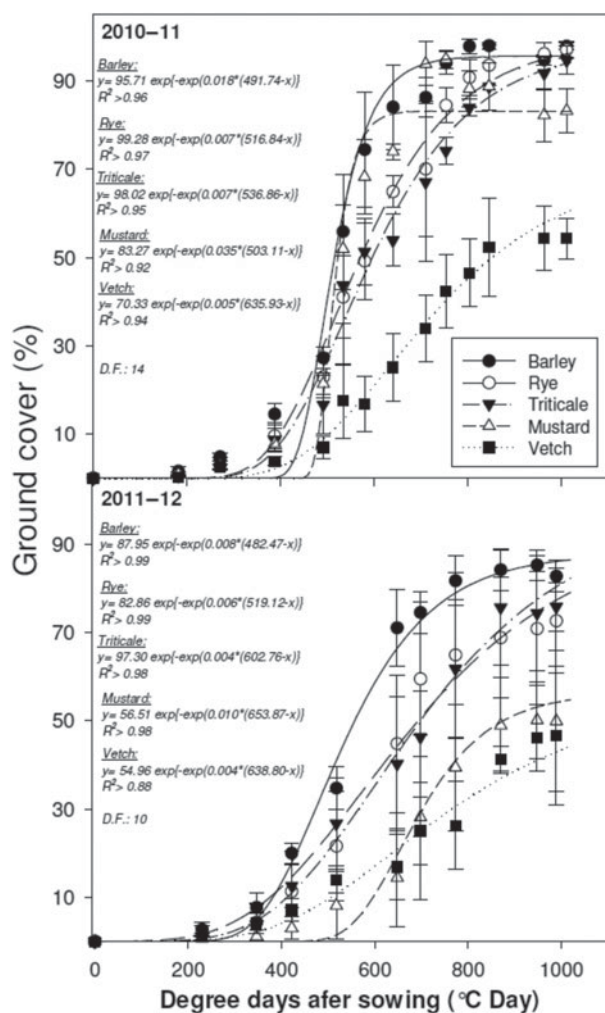 2010–11
Barley:
y= 95.71 exp{-exp(0.018*(491.74-x)}
R²>0.96
Rye:
y= 99.28 exp{-exp(0.007*(516.84-x)}
R²> 0.97
Triticale:
y= 98.02 exp{-exp(0.007*(536.86-x)}
R²> 0.95
Mustard:
y= 83.27 exp{-exp(0.035*(503.11-x)}
R²> 0.92
Vetch:
y= 70.33 exp{-exp(0.005*(635.93-x)}
R²> 0.94
D.F.: 14
90
70
50
30
10
Barley
Rye
Triticale
Mustard
Vetch
Ground cover (%)
2011–12
Barley:
y= 87.95 exp{-exp(0.008*(482.47-x)}
R²> 0.99
Rye:
y= 82.86 exp{-exp(0.006*(519.12-x)}
R²> 0.99
Triticale:
y= 97.30 exp{-exp(0.004*(602.76-x)}
R²> 0.98
Mustard:
y= 56.51 exp{-exp(0.010*(653.87-x)}
R²> 0.98
Vetch:
y= 54.96 exp{-exp(0.004*(638.80-x)}
R²> 0.88
D.F.: 10
90
70
50
30
10
0 200 400 600 800 1000
Degree days afer sowing (°C Day)